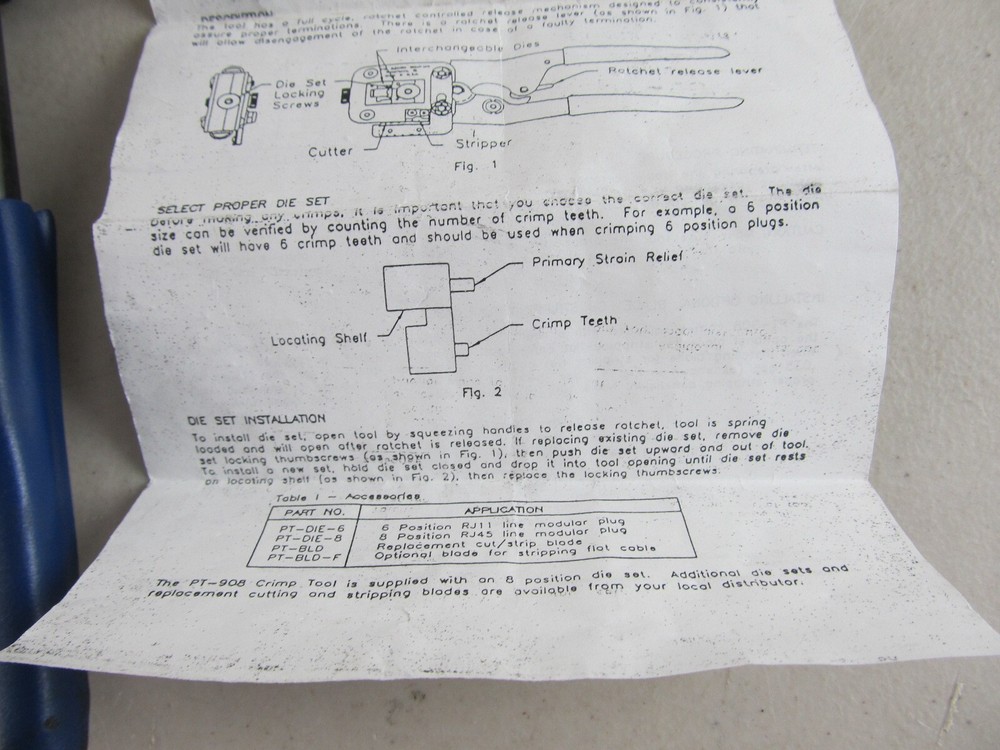 DESCRIPTION
The tool has a full cycle, ratchet controlled release mechanism designed to consistently
assure proper terminations. There is a ratchet release lever (as shown in Fig. 1) that
will allow disengagement of the ratchet in case of a faulty termination.
Interchangeable Dies
Ratchet release lever
Die Set
Locking
Screws
Cutter
Stripper
Fig. 1
SELECT PROPER DIE SET
Before making any crimps, it is important that you choose the correct die set. The die
size can be verified by counting the number of crimp teeth. For example, a 6 position
die set will have 6 crimp teeth and should be used when crimping 6 position plugs.
Primary Strain Relief
Locating Shelf
Crimp Teeth
Fig. 2
DIE SET INSTALLATION
To install die set, open tool by squeezing handles to release ratchet, tool is spring
loaded and will open after ratchet is released. If replacing existing die set, remove die
set locking thumbscrews (as shown in Fig. 1), then push die set upward and out of tool.
To install a new set, hold die set closed and drop it into tool opening until die set rests
on locating shelf (as shown in Fig. 2), then replace the locking thumbscrews.
Table 1 - Accessories
PART NO. APPLICATION
PT-DIE-6 6 Position RJ11 line modular plug
PT-DIE-8 8 Position RJ45 line modular plug
PT-BLD Replacement cut/strip blade
PT-BLD-F Optional blade for stripping flat cable
The PT-908 Crimp Tool is supplied with an 8 position die set. Additional die sets and
replacement cutting and stripping blades are available from your local distributor.